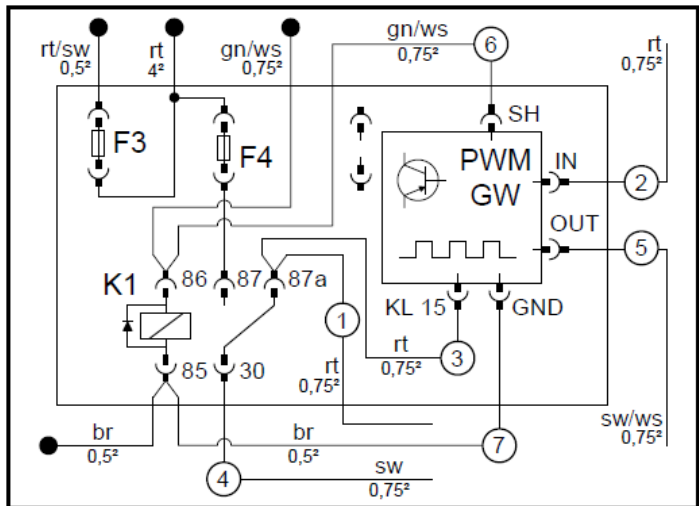 rt/sw
0,5²
rt
4²
gn/ws
0,75²
gn/ws
0,75²
6
rt
0,75²
F3
F4
SH
PWM
GW
IN
2
OUT
5
K1
86
87
87a
KL 15
GND
1
rt
0,75²
3
85
30
rt
0,75²
sw/ws
0,75²
br
0,5²
br
0,5²
7
4
sw
0,75²